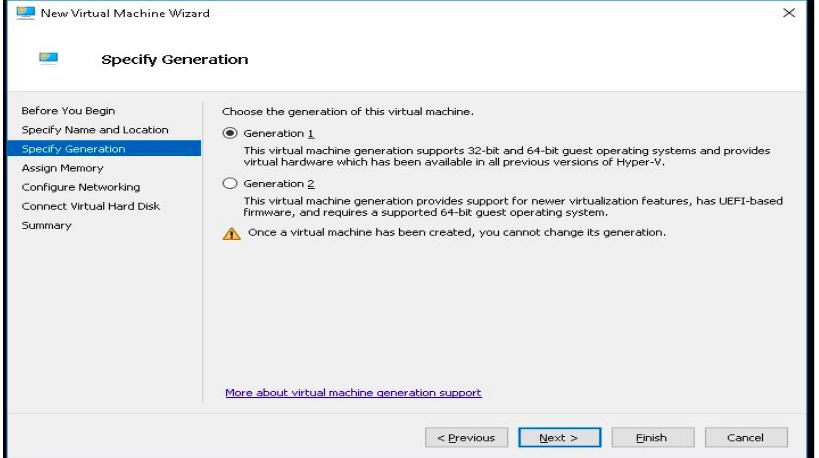 New Virtual Machine Wizard
Specify Generation
Before You Begin
Specify Name and Location
Specify Generation
Assign Memory
Configure Networking
Connect Virtual Hard Disk
Summary
Choose the generation of this virtual machine.
Generation 1
This virtual machine generation supports 32-bit and 64-bit guest operating systems and provides
virtual hardware which has been available in all previous versions of Hyper-V.
Generation 2
This virtual machine generation provides support for newer virtualization features, has UEFI-based
firmware, and requires a supported 64-bit guest operating system.
Once a virtual machine has been created, you cannot change its generation.
More about virtual machine generation support
< Previous
Next >
Finish
Cancel